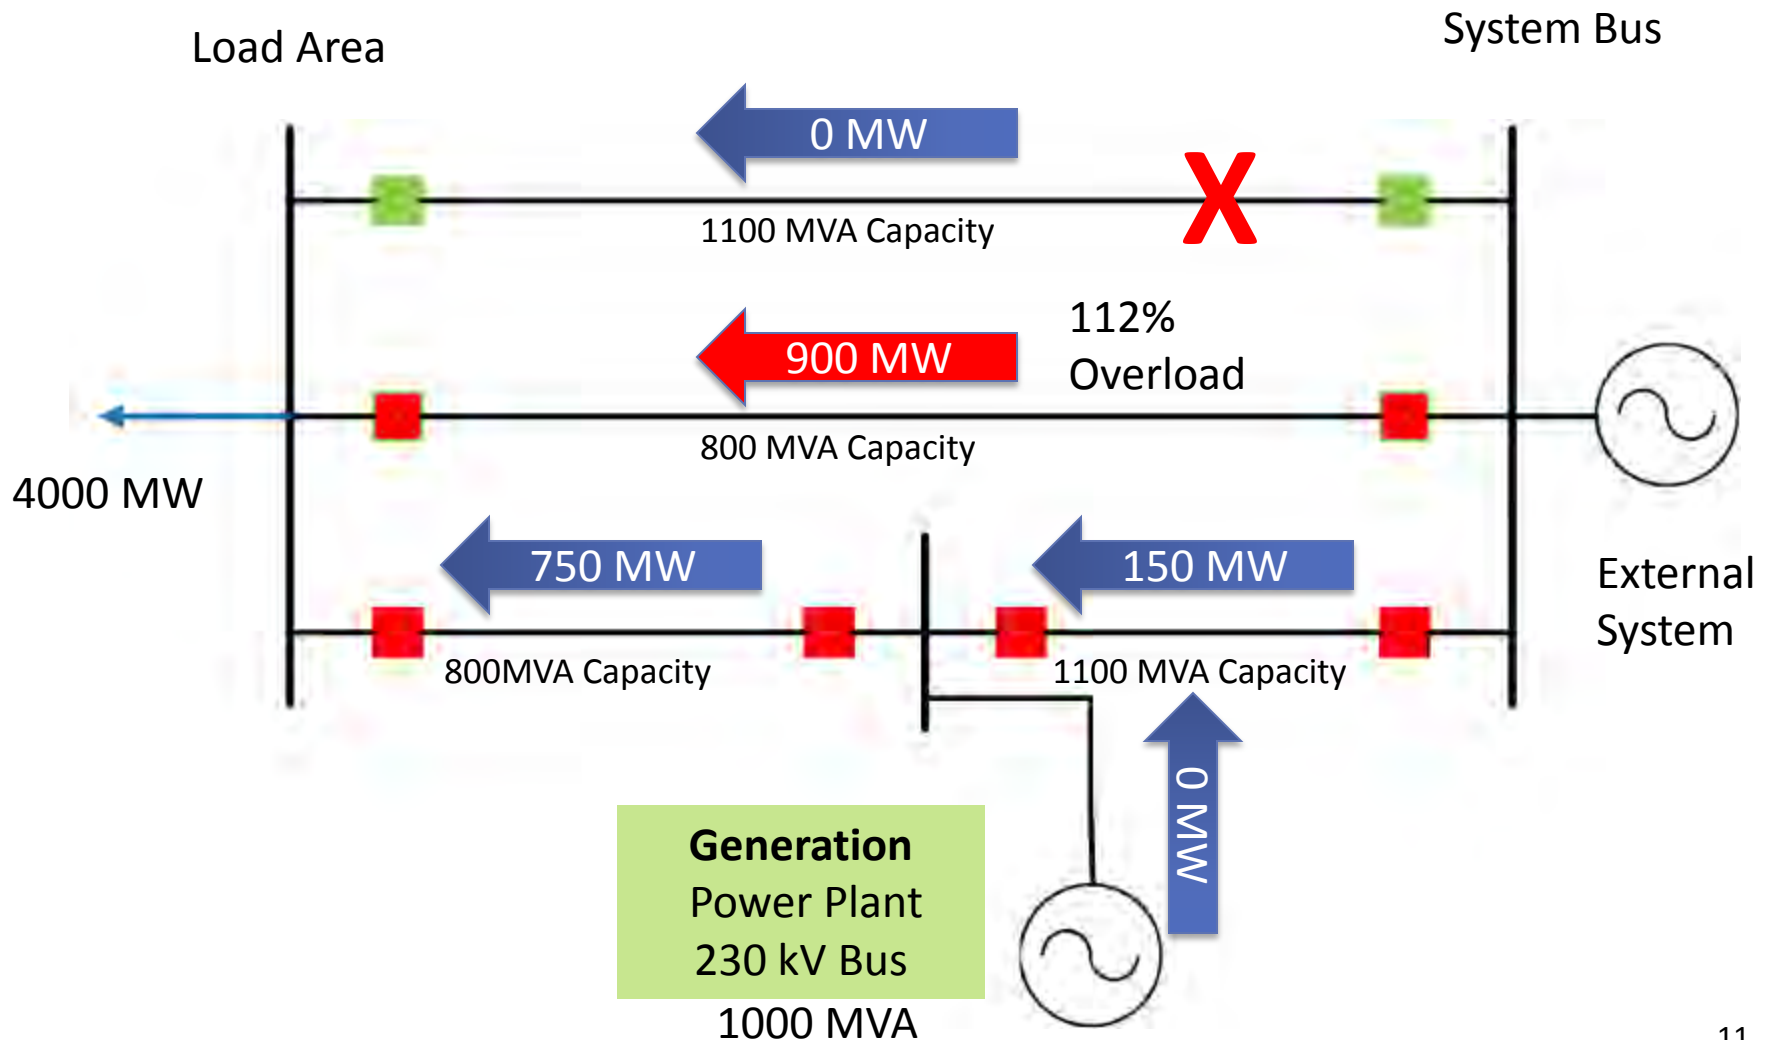 Load Area
System Bus
0 MW
1100 MVA Capacity
X
112%
Overload
900 MW
800 MVA Capacity
4000 MW
750 MW
150 MW
External
System
800MVA Capacity
1100 MVA Capacity
0 MW
Generation
Power Plant
230 kV Bus
1000 MVA
11